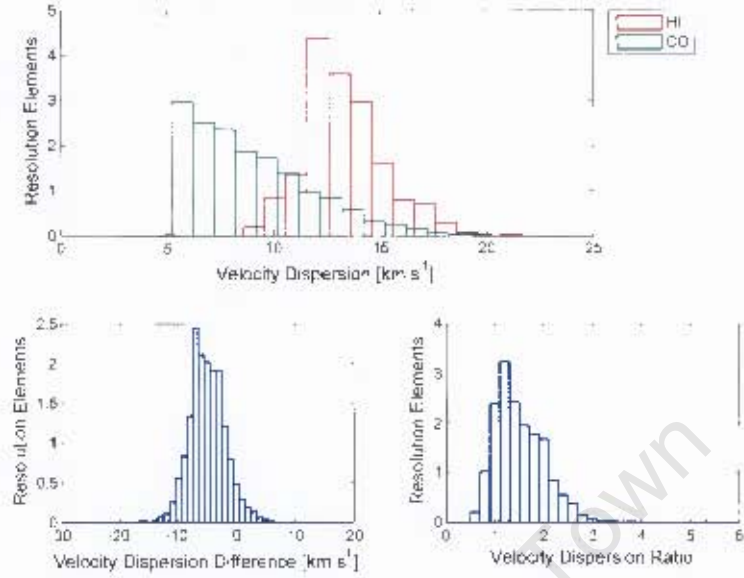 5
4
3
2
1
0
Resolution Elements
HI
CO
0 5 10 15 20 25
Velocity Dispersion [km s⁻¹]
2.5
2
1.5
1
0.5
0
Resolution Elements
-30 -20 -10 0 10 20
Velocity Dispersion Difference [km s⁻¹]
4
3
2
1
0
Resolution Elements
0 1 2 3 4 5 6
Velocity Dispersion Ratio
Town